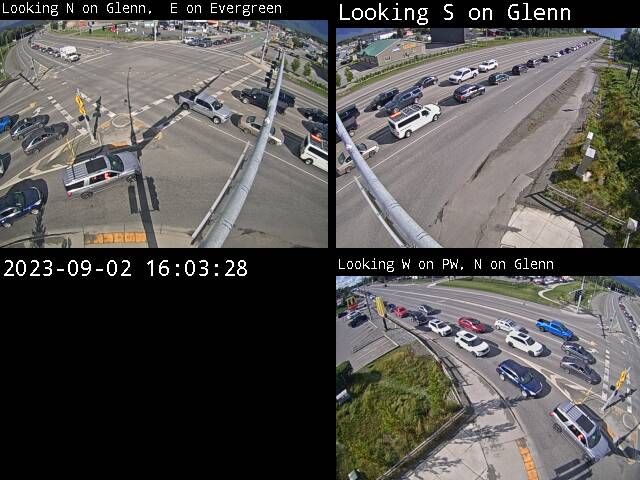 Looking N on Glenn,  E on Evergreen
Looking S on Glenn
2023-09-02 16:03:28
Looking W on PW, N on Glenn